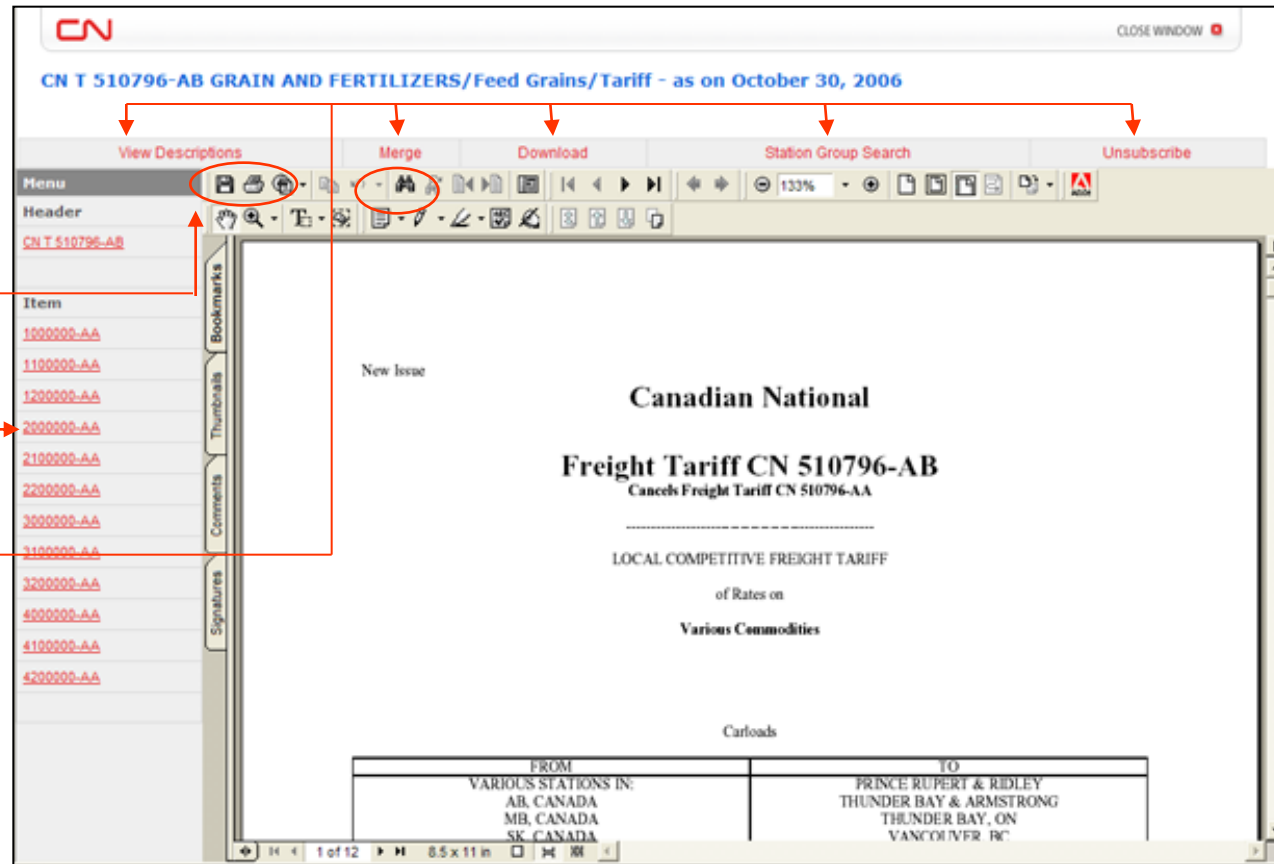 CN
CLOSE WINDOW
CN T 510796-AB GRAIN AND FERTILIZERS/Feed Grains/Tariff - as on October 30, 2006
View Descriptions Merge Download Station Group Search Unsubscribe
Menu
133%
Header
CN T 510796-AB
Item
1000000-AA
1100000-AA
1200000-AA
2000000-AA
2100000-AA
2200000-AA
3000000-AA
3100000-AA
3200000-AA
4000000-AA
4100000-AA
4200000-AA
Bookmarks
Thumbnails
Comments
Signatures
New Issue
Canadian National
Freight Tariff CN 510796-AB
Cancels Freight Tariff CN 510796-AA
LOCAL COMPETITIVE FREIGHT TARIFF
of Rates on
Various Commodities
Carloads
FROM TO
VARIOUS STATIONS IN: PRINCE RUPERT & RIDLEY
AB, CANADA THUNDER BAY & ARMSTRONG
MB, CANADA THUNDER BAY, ON
SK, CANADA VANCOUVER, BC
1 of 12 8.5 x 11 in